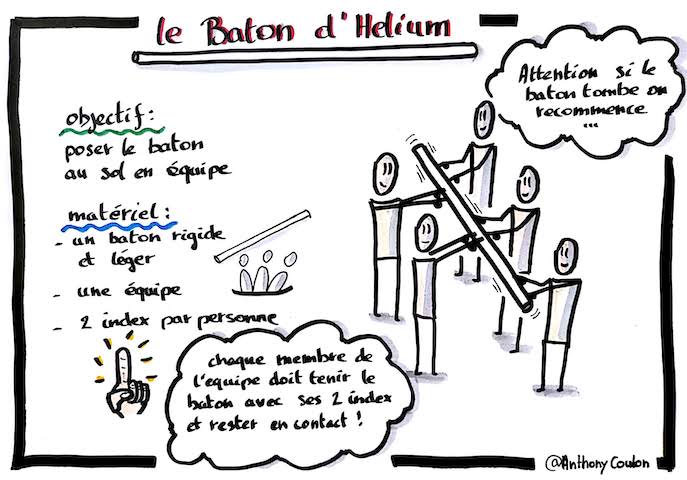 le Baton d'Helium
Attention si le
baton tombe on
recommence
...
objectif:
poser le baton
au sol en équipe
matériel:
- un baton rigide
et léger
- une équipe
- 2 index par personne
chaque membre de
l'equipe doit tenir le
baton avec ses 2 index
et rester en contact !
@Anthony Coulon